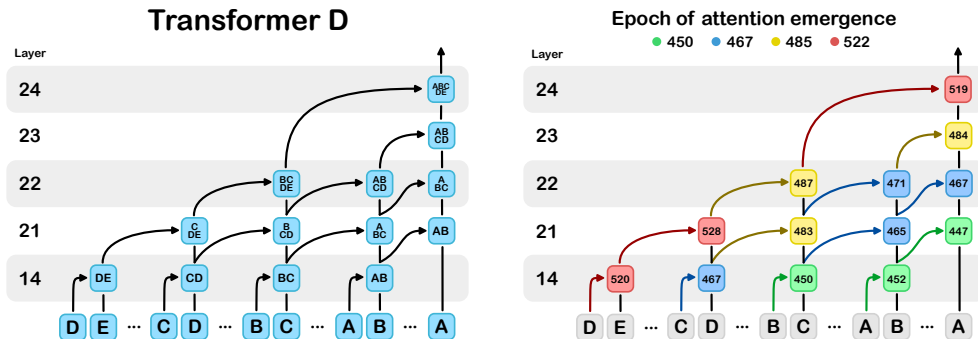 Transformer D
Layer
24
ABC
DE
23
AB
CD
22
BC
DE
AB
CD
A
BC
21
C
DE
B
CD
A
BC
AB
14
DE
CD
BC
AB
D E ... C D ... B C ... A B ... A
Epoch of attention emergence
450 467 485 522
Layer
24
519
23
484
22
487 471 467
21
528 483 465 447
14
520 467 450 452
D E ... C D ... B C ... A B ... A